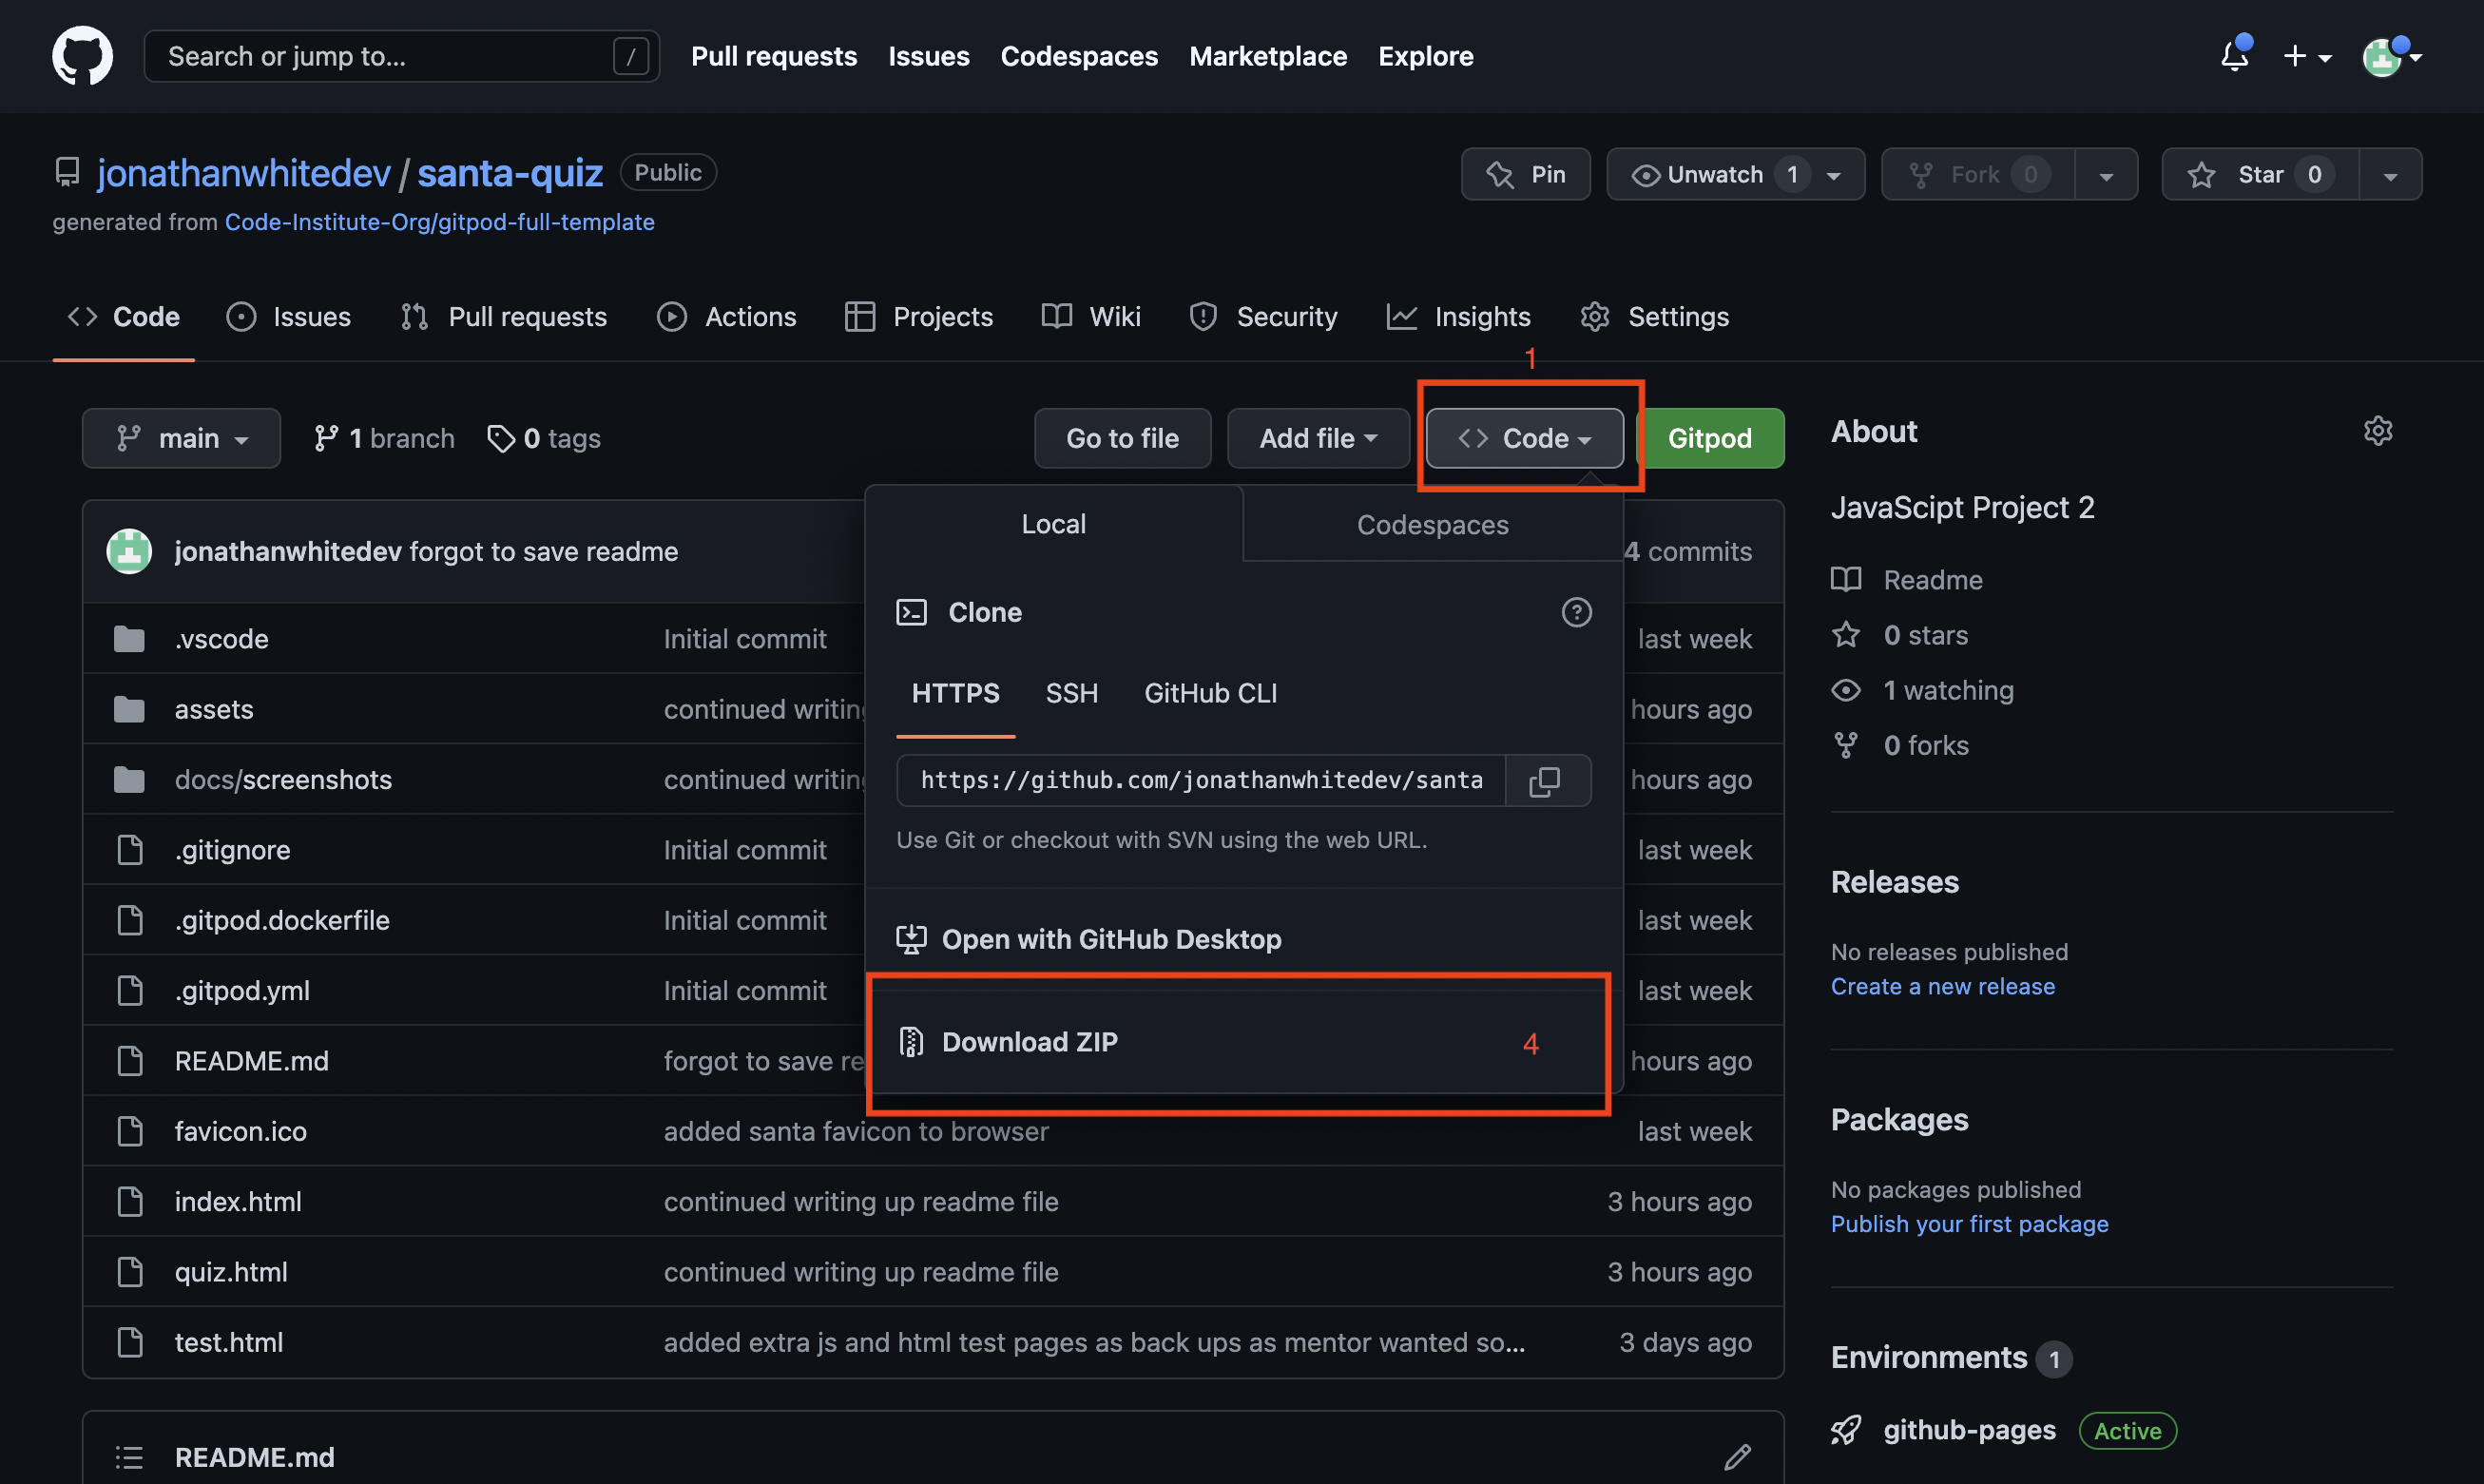 Search or jump to... /
Pull requests Issues Codespaces Marketplace Explore
jonathanwhitedev / santa-quiz Public
Pin Unwatch 1 Fork 0 Star 0
generated from Code-Institute-Org/gitpod-full-template
Code Issues Pull requests Actions Projects Wiki Security Insights Settings
1
main 1 branch 0 tags Go to file Add file Code Gitpod
jonathanwhitedev forgot to save readme 4 commits
.vscode Initial commit last week
assets continued writing hours ago
docs/screenshots continued writing hours ago
.gitignore Initial commit last week
.gitpod.dockerfile Initial commit last week
.gitpod.yml Initial commit last week
README.md forgot to save re hours ago
favicon.ico added santa favicon to browser last week
index.html continued writing up readme file 3 hours ago
quiz.html continued writing up readme file 3 hours ago
test.html added extra js and html test pages as back ups as mentor wanted so... 3 days ago
README.md
Local Codespaces
Clone
HTTPS SSH GitHub CLI
https://github.com/jonathanwhitedev/santa
Use Git or checkout with SVN using the web URL.
Open with GitHub Desktop
Download ZIP 4
About
JavaScipt Project 2
Readme
0 stars
1 watching
0 forks
Releases
No releases published
Create a new release
Packages
No packages published
Publish your first package
Environments 1
github-pages Active